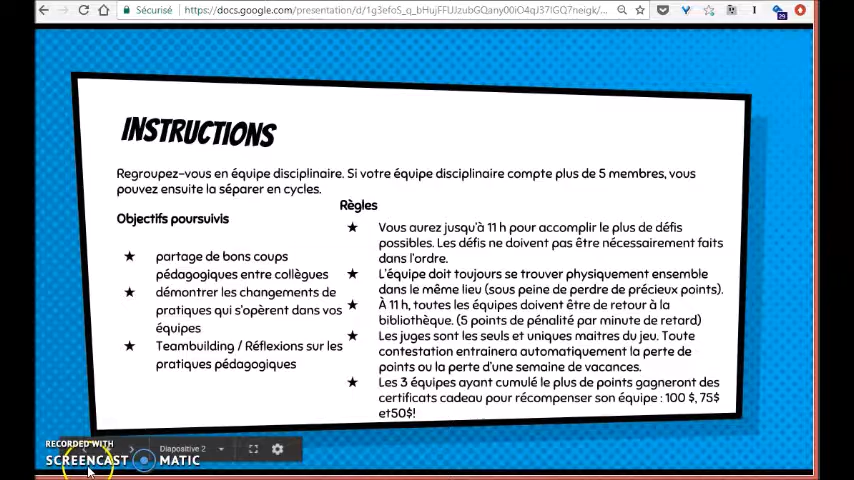 Sécurisé
INSTRUCTIONS
Regroupez-vous en équipe disciplinaire. Si votre équipe disciplinaire compte plus de 5 membres, vous
pouvez ensuite la séparer en cycles.
Objectifs poursuivis
partage de bons coups
pédagogiques entre collègues
démontrer les changements de
pratiques qui s'opèrent dans vos
équipes
Teambuilding / Réflexions sur les
pratiques pédagogiques
Règles
Vous aurez jusqu'à 11 h pour accomplir le plus de défis
possibles. Les défis ne doivent pas être nécessairement faits
dans l'ordre.
L'équipe doit toujours se trouver physiquement ensemble
dans le même lieu (sous peine de perdre de précieux points).
À 11 h, toutes les équipes doivent être de retour à la
bibliothèque. (5 points de pénalité par minute de retard)
Les juges sont les seuls et uniques maitres du jeu. Toute
contestation entrainera automatiquement la perte de
points ou la perte d'une semaine de vacances.
Les 3 équipes ayant cumulé le plus de points gagneront des
certificats cadeau pour récompenser son équipe : 100 $, 75$
et50$!
RECORDED WITH
SCREENCAST MATIC
Diapositive 2